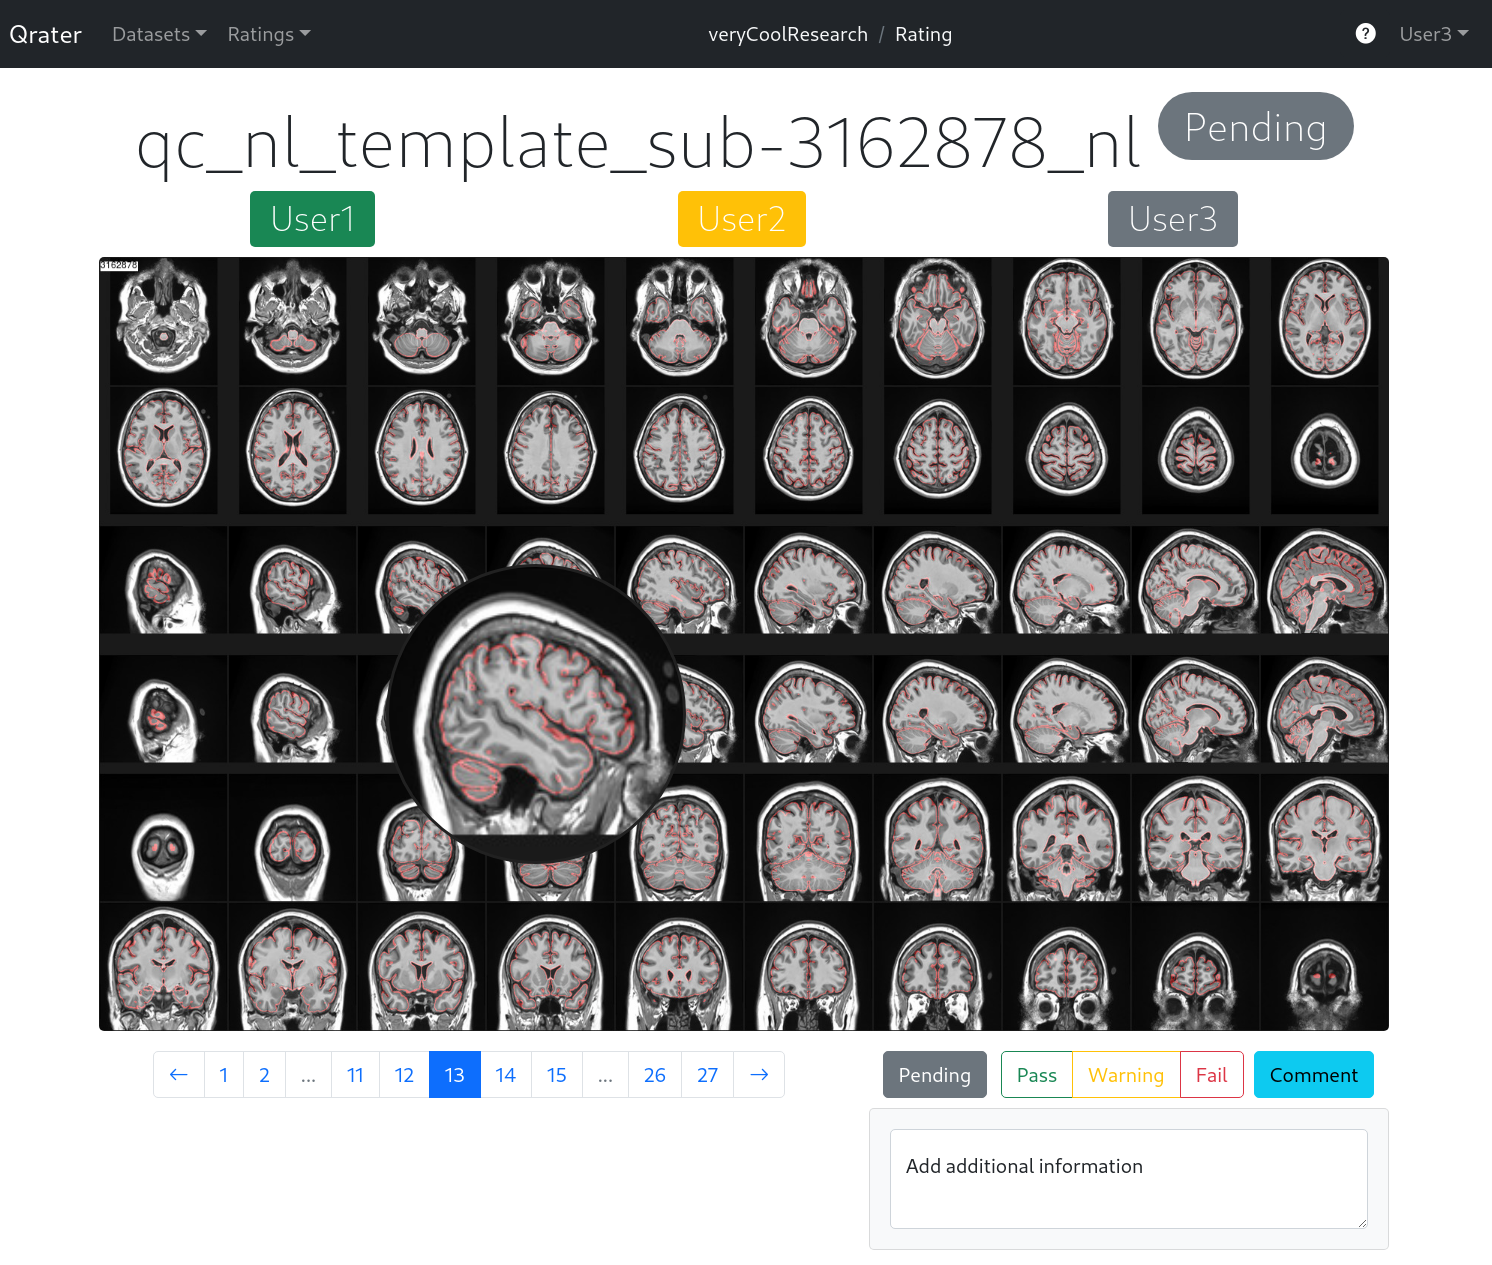 Qrater Datasets Ratings veryCoolResearch / Rating ? User3
qc_nl_template_sub-3162878_nl Pending
User1 User2 User3
3162878
← 1 2 ... 11 12 13 14 15 ... 26 27 →
Pending Pass Warning Fail Comment
Add additional information